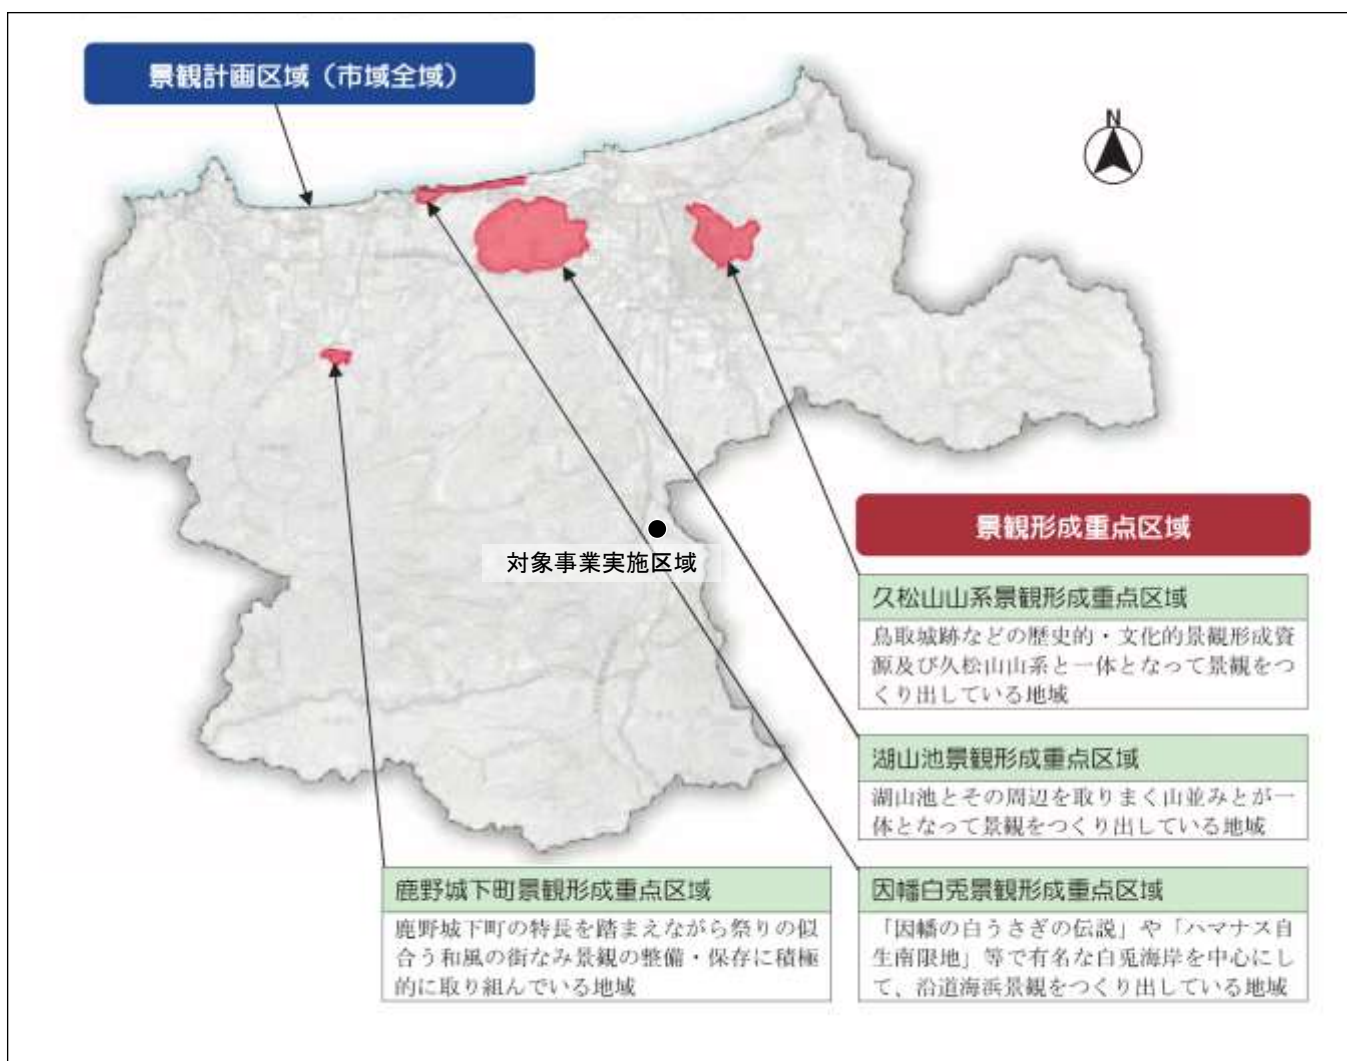 景観計画区域（市域全域）
N
対象事業実施区域
景観形成重点区域
久松山山系景観形成重点区域
鳥取城跡などの歴史的・文化的景観形成資
源及び久松山山系と一体となって景観をつ
くり出している地域
湖山池景観形成重点区域
湖山池とその周辺を取りまく山並みとが一
体となって景観をつくり出している地域
鹿野城下町景観形成重点区域
鹿野城下町の特長を踏まえながら祭りの似
合う和風の街なみ景観の整備・保存に積極
的に取り組んでいる地域
因幡白兎景観形成重点区域
「因幡の白うさぎの伝説」や「ハマナス自
生南限地」等で有名な白兎海岸を中心にし
て、沿道海浜景観をつくり出している地域